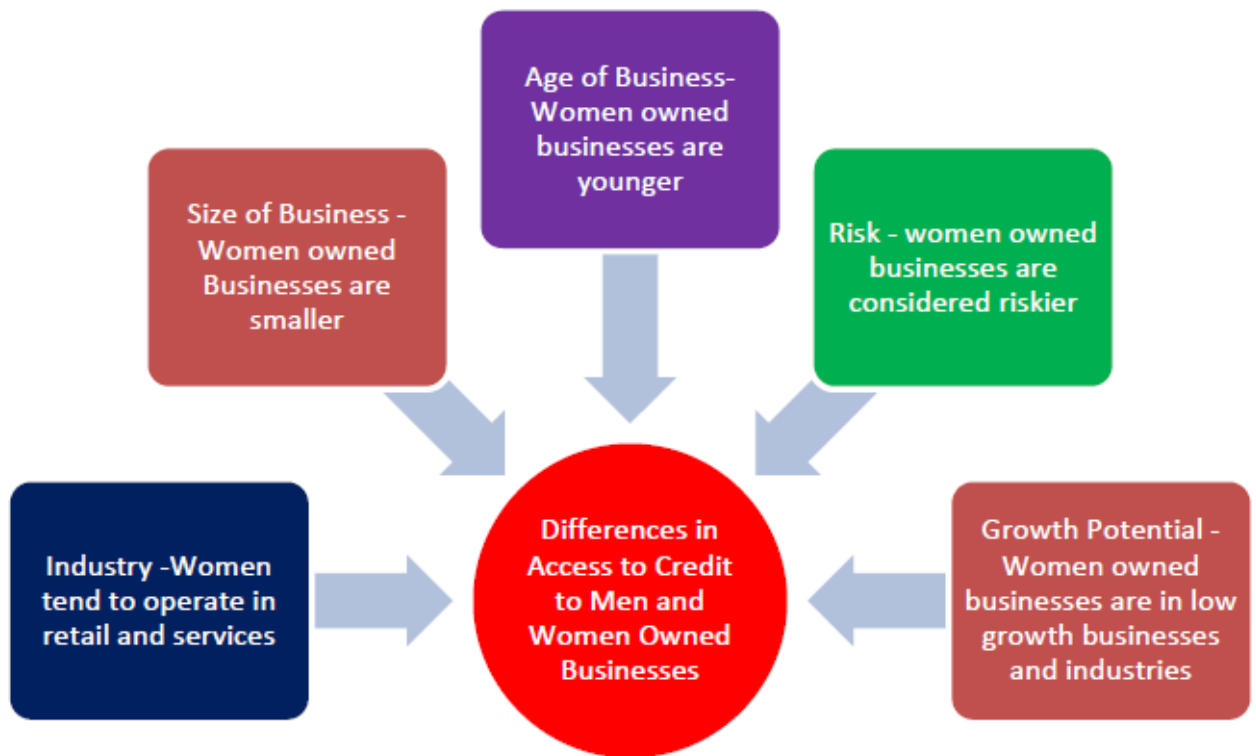 Age of Business-
Women owned
businesses are
younger
Size of Business -
Women owned
Businesses are
smaller
Risk - women owned
businesses are
considered riskier
Industry -Women
tend to operate in
retail and services
Differences in
Access to Credit
to Men and
Women Owned
Businesses
Growth Potential -
Women owned
businesses are in low
growth businesses
and industries